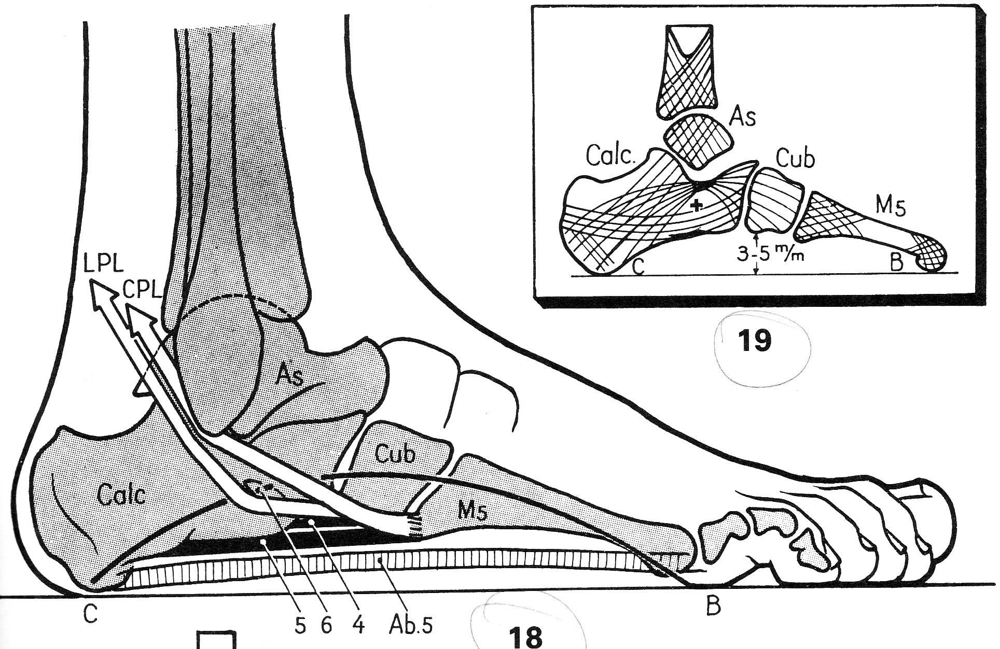 As
Calc.
Cub
M5
3-5 m/m
C
B
19
LPL
CPL
As
Cub
Calc
M5
C
B
5 6 4 Ab.5
18